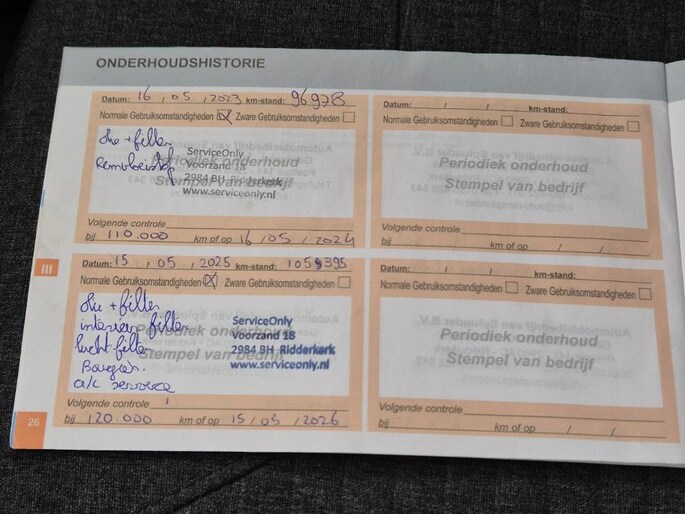 ONDERHOUDSHISTORIE
Datum: 16 / 05 / 2023 km-stand: 96978
Normale Gebruiksomstandigheden ☒ Zware Gebruiksomstandigheden ☐
Olie + filter
Remvloeistof
Periodiek onderhoud
Stempel van bedrijf
ServiceOnly
Voorzand 18
2984 BH Ridderkerk
www.serviceonly.nl
Volgende controle
bij 110.000 km of op 16 / 05 / 2024
Datum: / / km-stand:
Normale Gebruiksomstandigheden ☐ Zware Gebruiksomstandigheden ☐
Periodiek onderhoud
Stempel van bedrijf
Volgende controle
bij km of op / /
III
Datum: 15 / 05 / 2025 km-stand:
Normale Gebruiksomstandigheden ☒ Zware Gebruiksomstandigheden ☐
Olie + filter
interieur filter
lucht filter
Bougies
a/c service
Periodiek onderhoud
Stempel van bedrijf
ServiceOnly
Voorzand 18
2984 BH Ridderkerk
www.serviceonly.nl
Volgende controle
bij 120.000 km of op 15 / 05 / 2026
Datum: / / km-stand:
Normale Gebruiksomstandigheden ☐ Zware Gebruiksomstandigheden ☐
Periodiek onderhoud
Stempel van bedrijf
Volgende controle
bij km of op / /
26